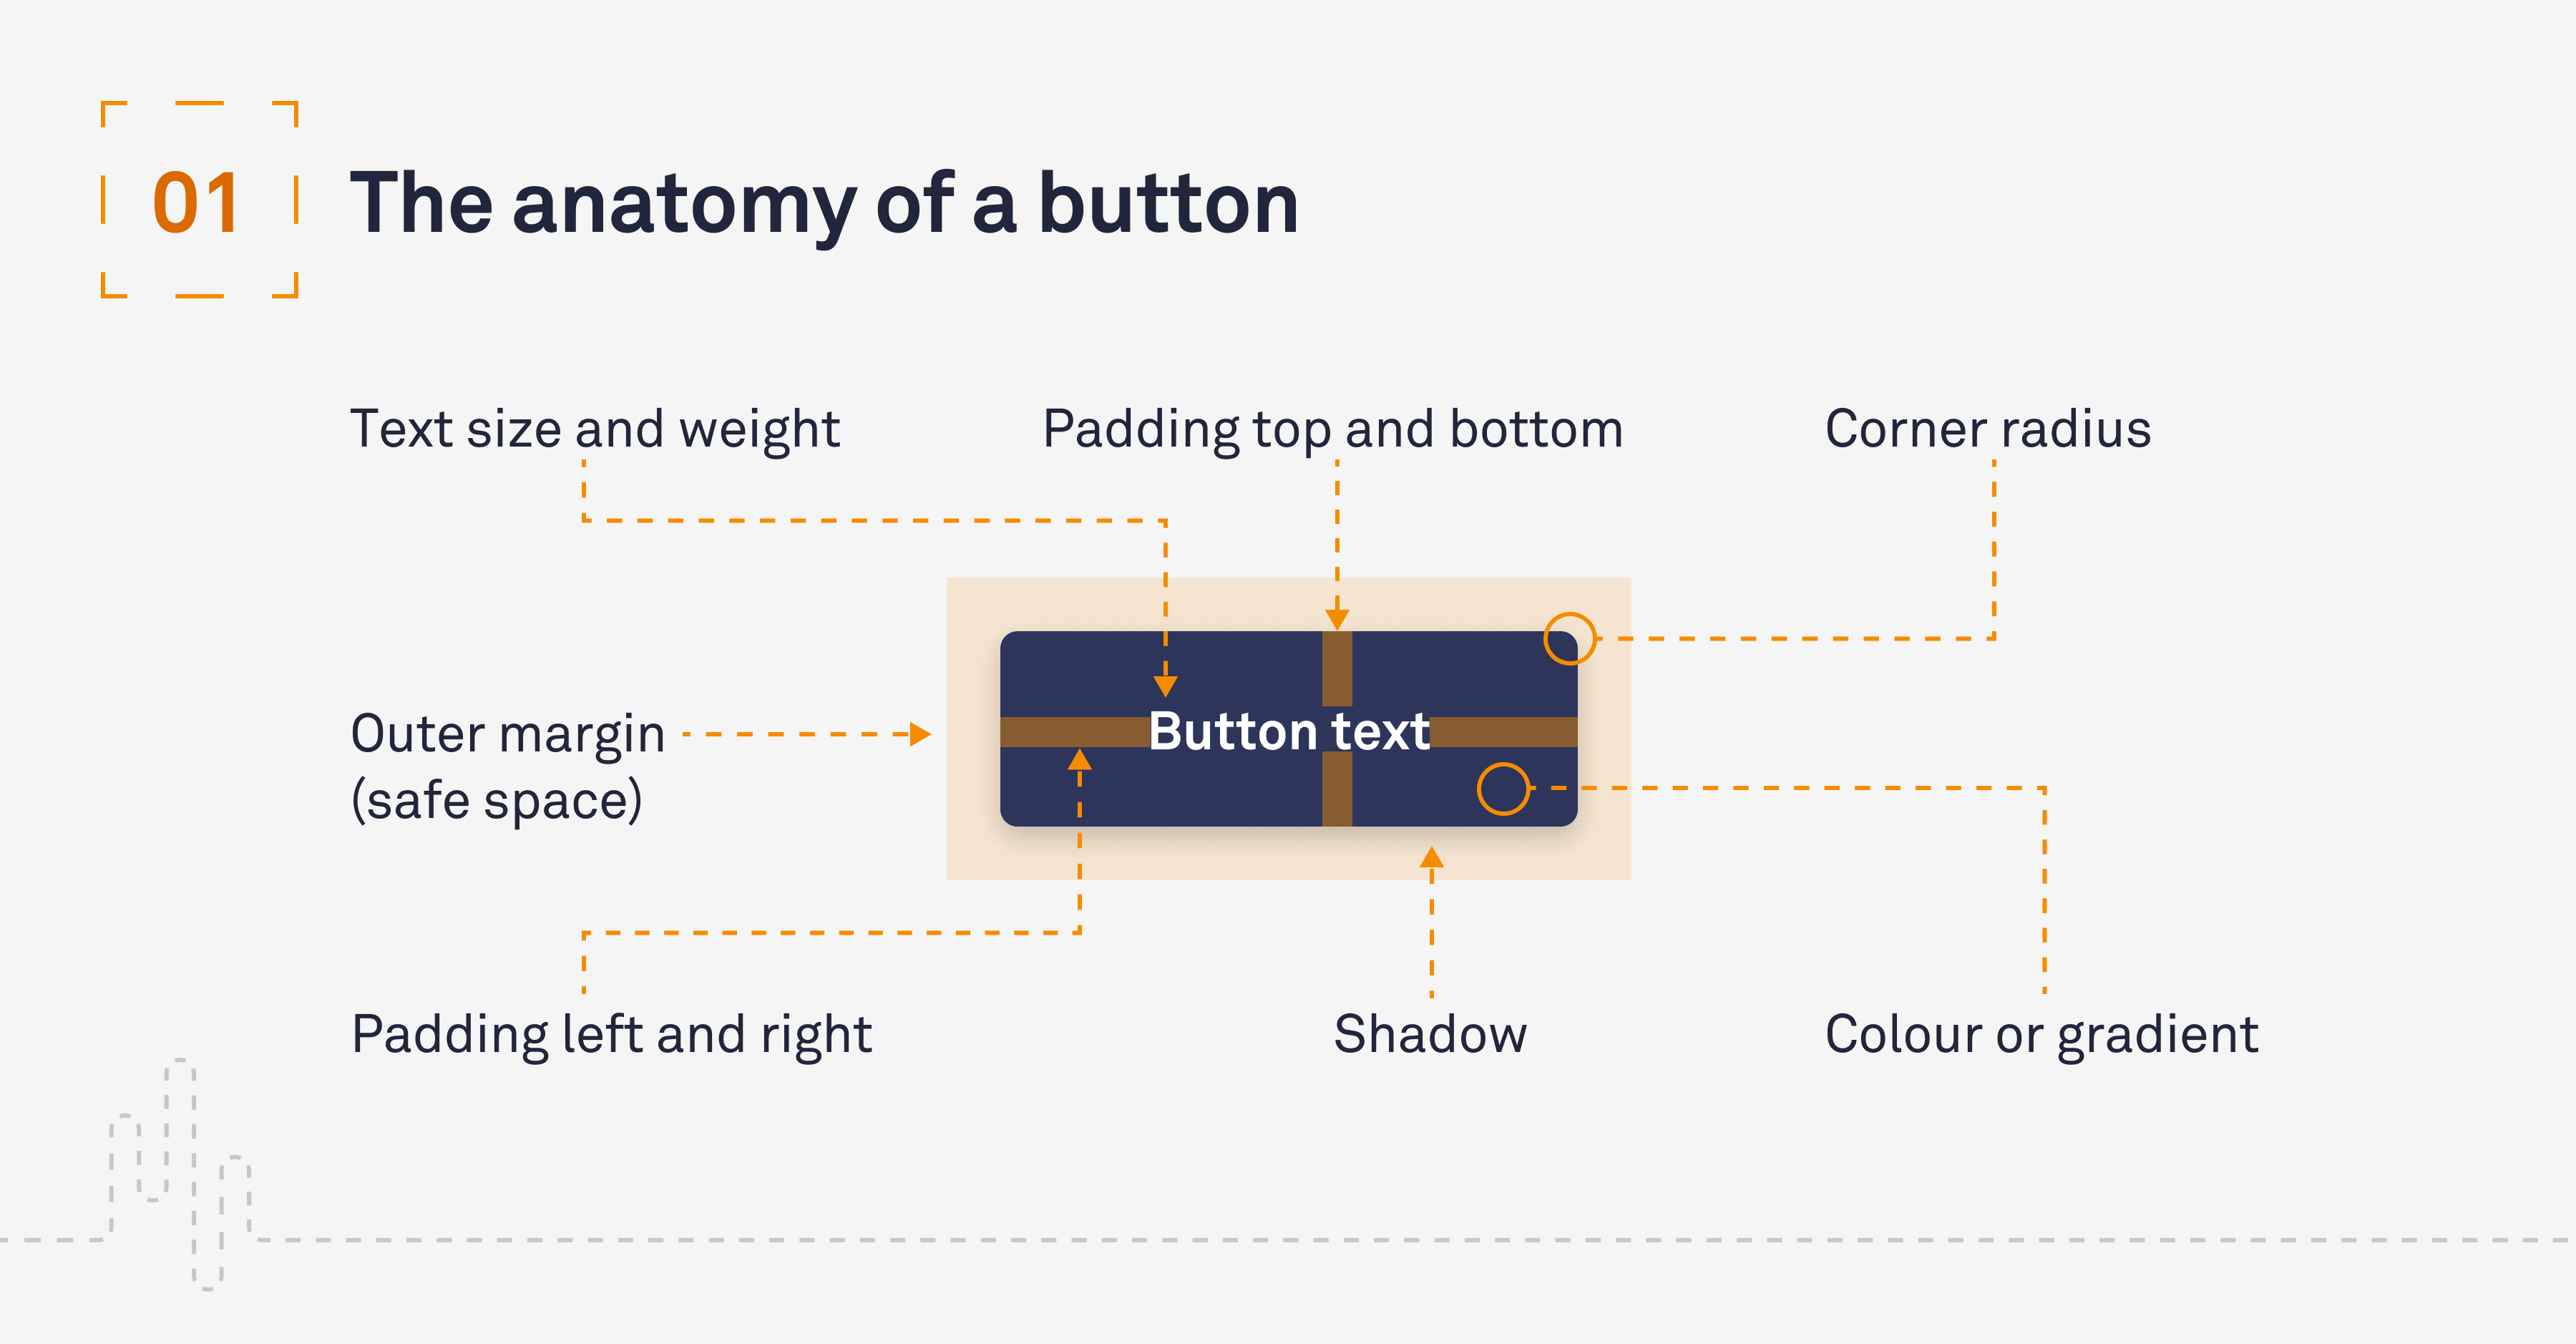 01
The anatomy of a button
Text size and weight
Padding top and bottom
Corner radius
Outer margin
(safe space)
Button text
Padding left and right
Shadow
Colour or gradient